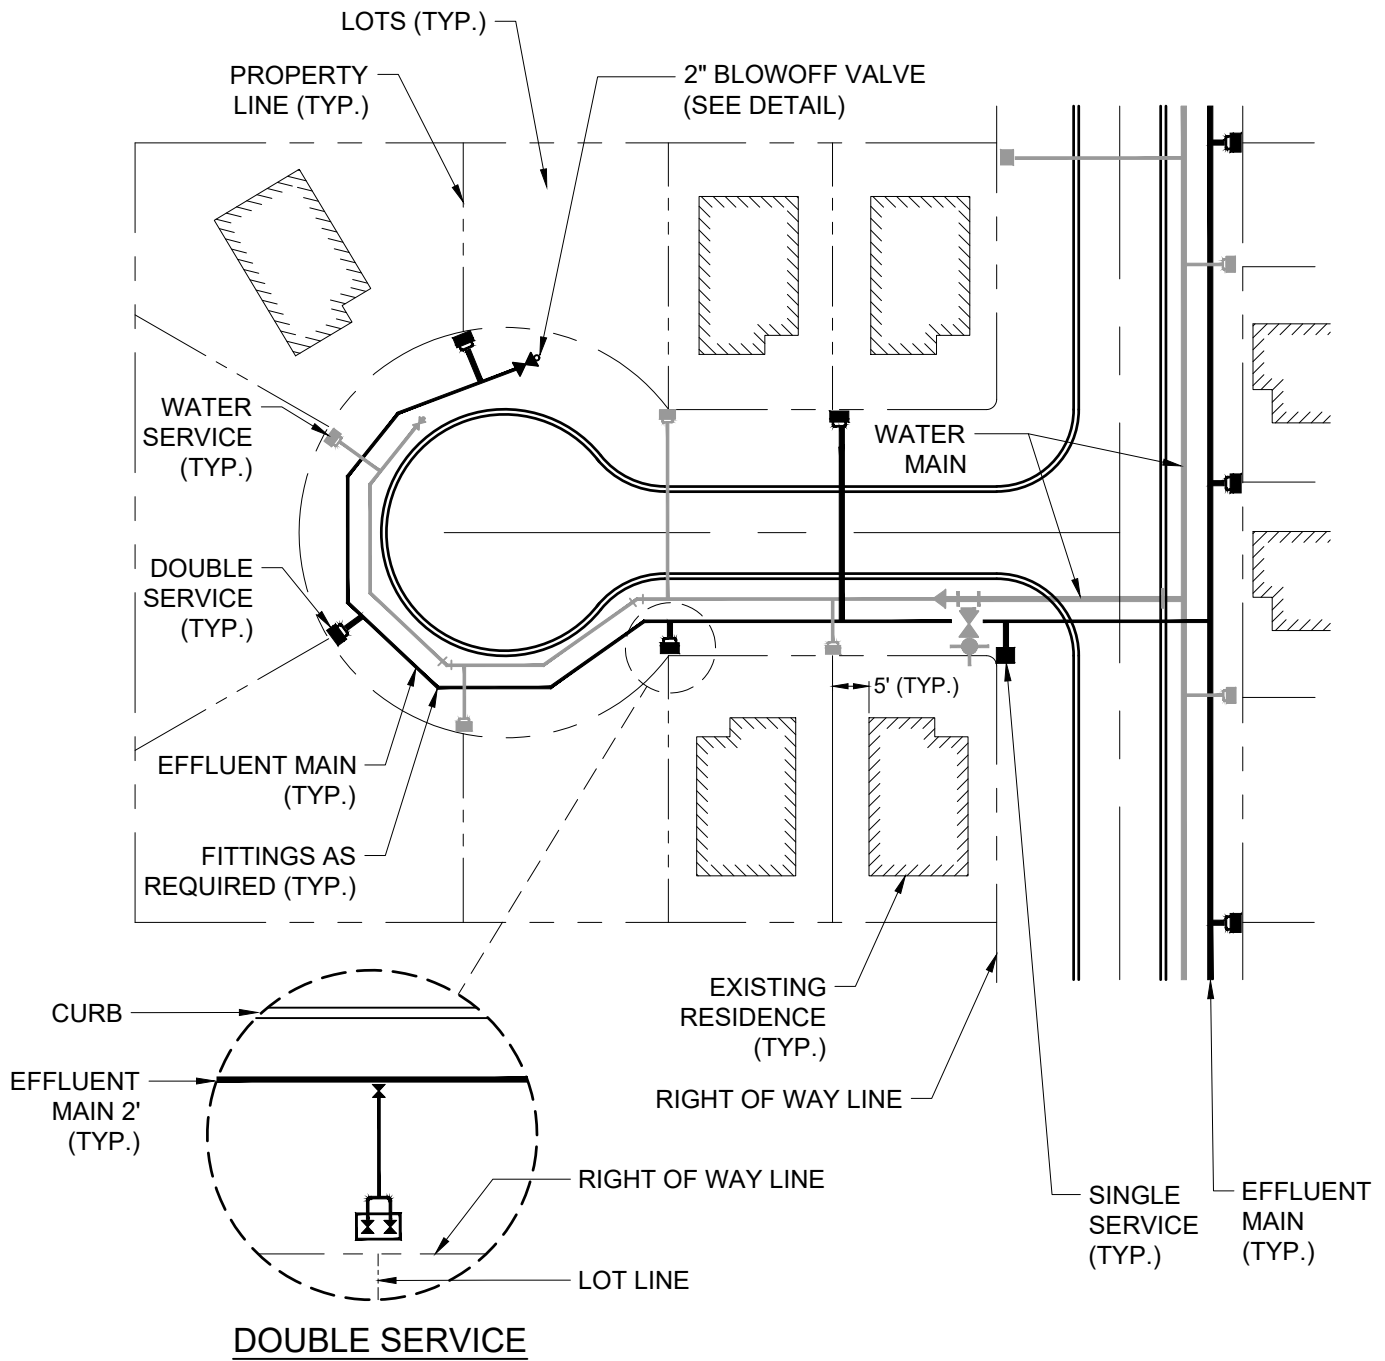 LOTS (TYP.)
PROPERTY
LINE (TYP.)
2" BLOWOFF VALVE
(SEE DETAIL)
WATER
SERVICE
(TYP.)
WATER
MAIN
DOUBLE
SERVICE
(TYP.)
5' (TYP.)
EFFLUENT MAIN
(TYP.)
FITTINGS AS
REQUIRED (TYP.)
EXISTING
RESIDENCE
(TYP.)
RIGHT OF WAY LINE
CURB
EFFLUENT
MAIN 2'
(TYP.)
RIGHT OF WAY LINE
LOT LINE
SINGLE
SERVICE
(TYP.)
EFFLUENT
MAIN
(TYP.)
DOUBLE SERVICE